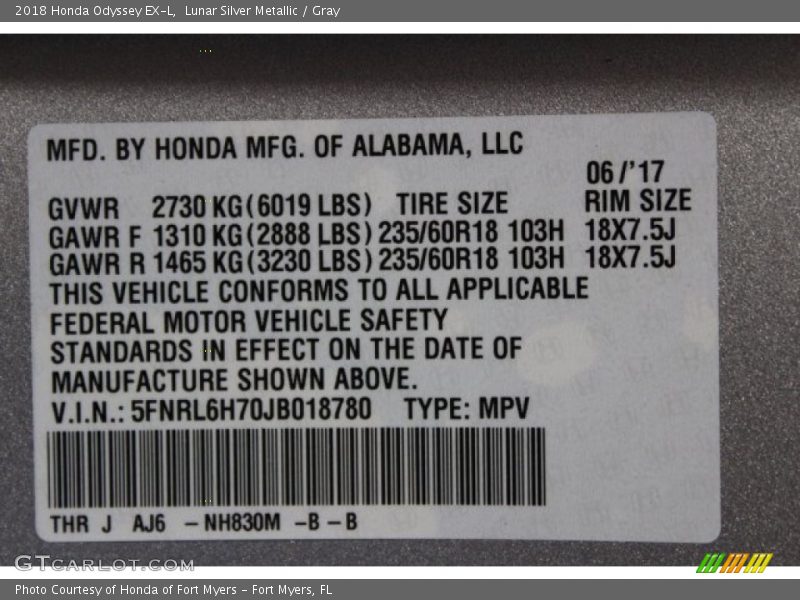 2018 Honda Odyssey EX-L, Lunar Silver Metallic / Gray
MFD. BY HONDA MFG. OF ALABAMA, LLC
06/'17
GVWR 2730 KG(6019 LBS) TIRE SIZE RIM SIZE
GAWR F 1310 KG(2888 LBS) 235/60R18 103H 18X7.5J
GAWR R 1465 KG(3230 LBS) 235/60R18 103H 18X7.5J
THIS VEHICLE CONFORMS TO ALL APPLICABLE
FEDERAL MOTOR VEHICLE SAFETY
STANDARDS IN EFFECT ON THE DATE OF
MANUFACTURE SHOWN ABOVE.
V.I.N.: 5FNRL6H70JB018780 TYPE: MPV
THR J AJ6 -NH830M -B-B
GTcarlot.com
Photo Courtesy of Honda of Fort Myers - Fort Myers, FL